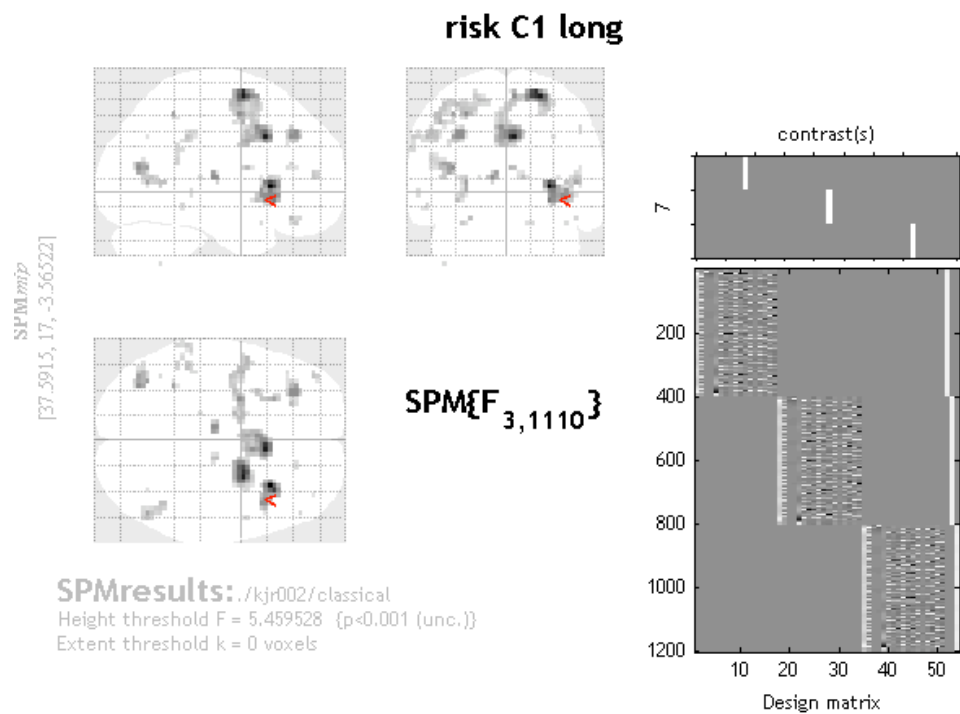 risk C1 long
SPMmip
[37.5915, 17, -3.56522]
SPM{F3,1110}
SPMresults: ./kjr002/classical
Height threshold F = 5.459528 {p<0.001 (unc.)}
Extent threshold k = 0 voxels
contrast(s)
7
200
400
600
800
1000
1200
10 20 30 40 50
Design matrix